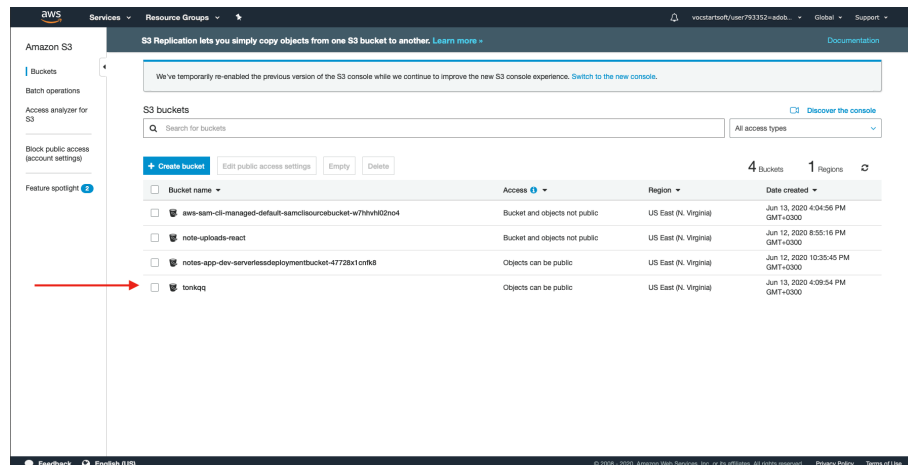 aws Services Resource Groups vocstartsoft/user793352=adob... Global Support
Amazon S3
Buckets
Batch operations
Access analyzer for
S3
Block public access
(account settings)
Feature spotlight 2
S3 Replication lets you simply copy objects from one S3 bucket to another. Learn more » Documentation
We've temporarily re-enabled the previous version of the S3 console while we continue to improve the new S3 console experience. Switch to the new console.
S3 buckets Discover the console
Search for buckets All access types
+ Create bucket Edit public access settings Empty Delete 4 Buckets 1 Regions
Bucket name Access Region Date created
aws-sam-cli-managed-default-samclisourcebucket-w7hhvhl02no4 Bucket and objects not public US East (N. Virginia) Jun 13, 2020 4:04:56 PM
GMT+0300
note-uploads-react Bucket and objects not public US East (N. Virginia) Jun 12, 2020 8:55:16 PM
GMT+0300
notes-app-dev-serverlessdeploymentbucket-47728x1cnfk8 Objects can be public US East (N. Virginia) Jun 12, 2020 10:35:45 PM
GMT+0300
tonkqq Objects can be public US East (N. Virginia) Jun 13, 2020 4:09:54 PM
GMT+0300
Feedback English (US) © 2008 - 2020, Amazon Web Services, Inc. or its affiliates. All rights reserved. Privacy Policy Terms of Use